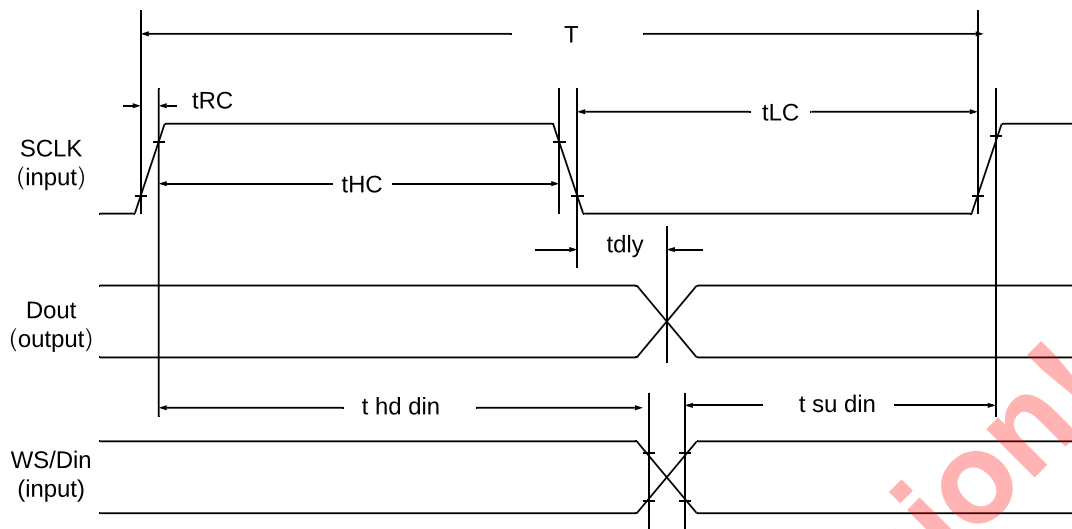 T
tRC
tLC
SCLK
(input)
tHC
tdly
Dout
(output)
t hd din
t su din
WS/Din
(input)